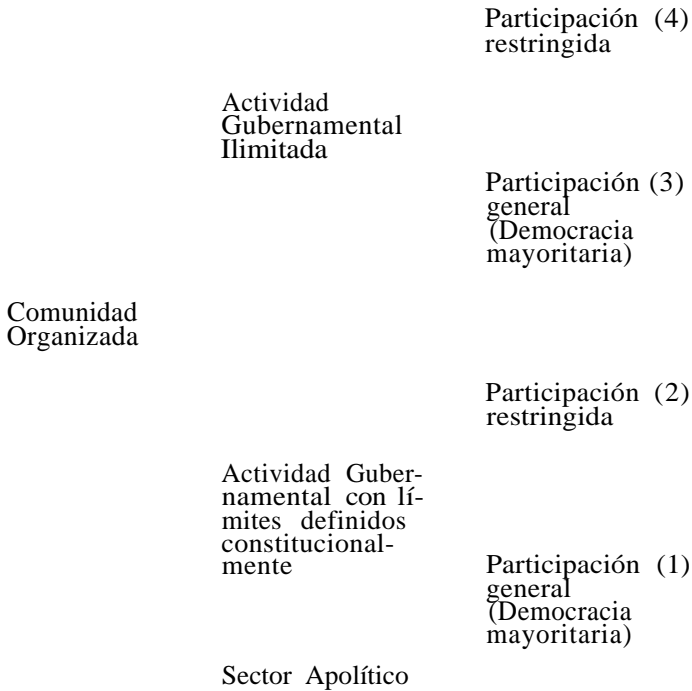 Participación (4)
restringida
Actividad
Gubernamental
Ilimitada
Participación (3)
general
(Democracia
mayoritaria)
Comunidad
Organizada
Participación (2)
restringida
Actividad Guber-
namental con lí-
mites definidos
constitucional-
mente
Participación (1)
general
(Democracia
mayoritaria)
Sector Apolítico